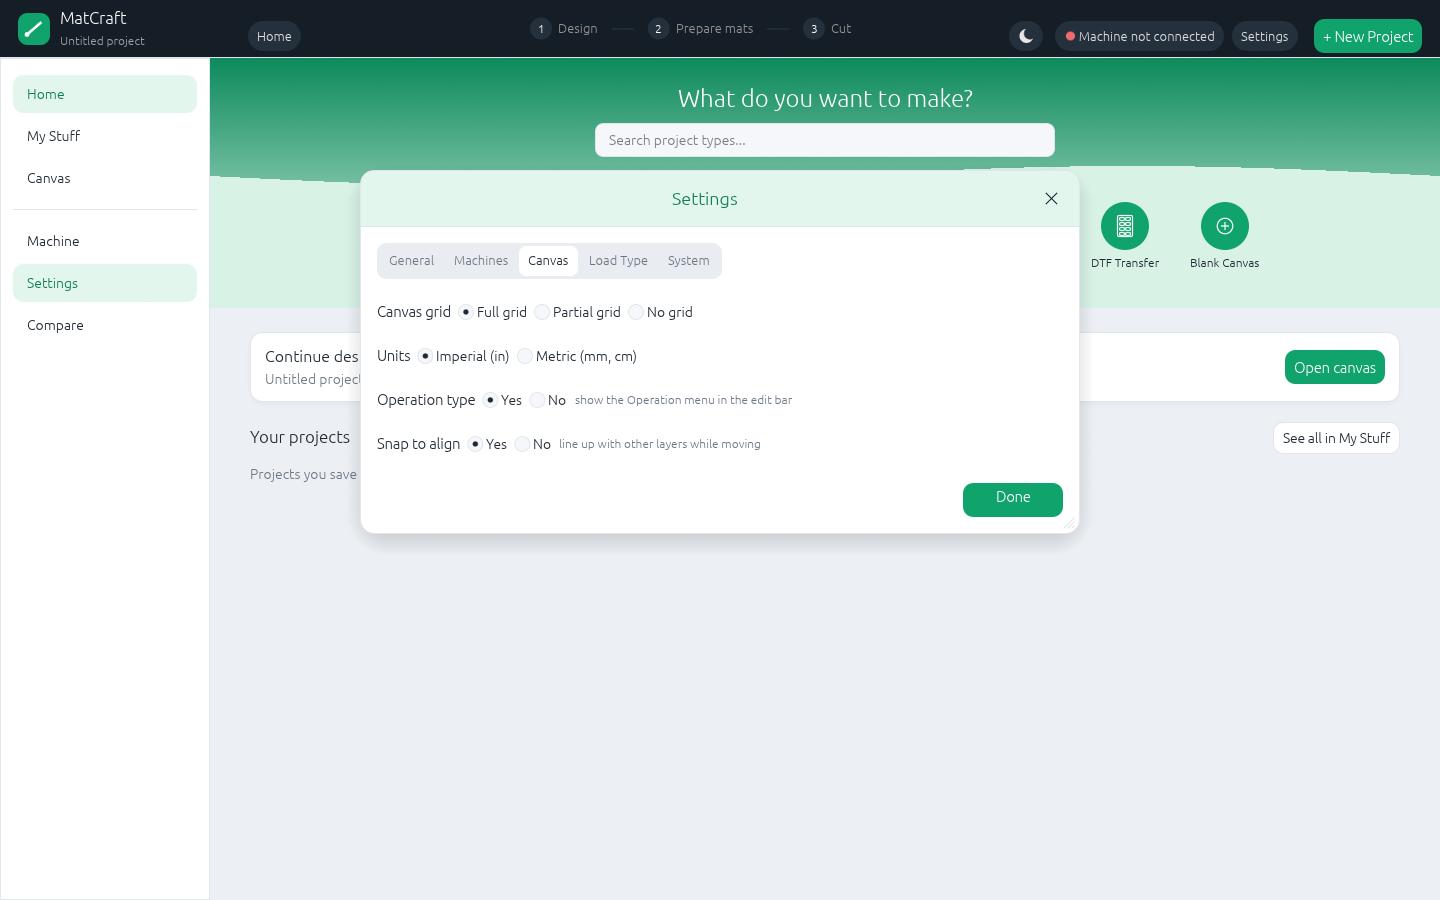 MatCraft
Untitled project
Home
1 Design
2 Prepare mats
3 Cut
Machine not connected
Settings
+ New Project
Home
My Stuff
Canvas
Machine
Settings
Compare
What do you want to make?
Search project types...
Settings
General Machines Canvas Load Type System
Canvas grid Full grid Partial grid No grid
Units Imperial (in) Metric (mm, cm)
Operation type Yes No show the Operation menu in the edit bar
Snap to align Yes No line up with other layers while moving
Done
DTF Transfer
Blank Canvas
Continue des
Untitled project
Open canvas
Your projects
See all in My Stuff
Projects you save